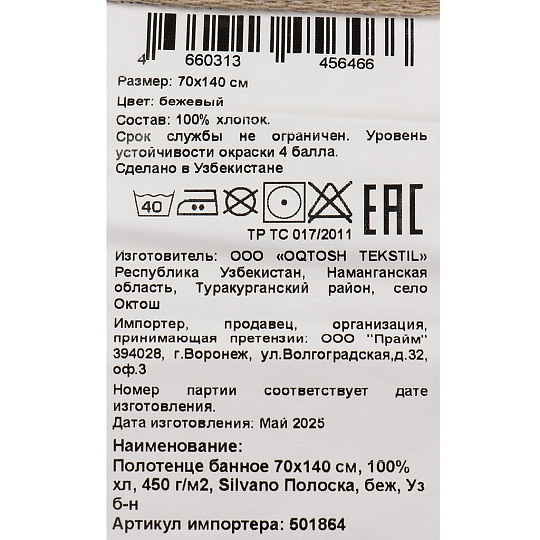 4 660313 456466
Размер: 70х140 см
Цвет: бежевый
Состав: 100% хлопок.
Срок службы не ограничен. Уровень
устойчивости окраски 4 балла.
Сделано в Узбекистане
40
ЕАС
ТР ТС 017/2011
Изготовитель: ООО «OQTOSH TEKSTIL»
Республика Узбекистан, Наманганская
область, Туракурганский район, село
Октош
Импортер, продавец, организация,
принимающая претензии: ООО "Прайм"
394028, г.Воронеж, ул.Волгоградская,д.32,
оф.3
Номер партии соответствует дате
изготовления.
Дата изготовления: Май 2025
Наименование:
Полотенце банное 70х140 см, 100%
хл, 450 г/м2, Silvano Полоска, беж, Уз
б-н
Артикул импортера: 501864